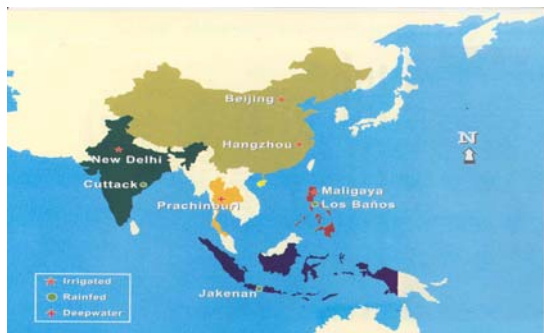 Beijing
Hangzhou
N
New Delhi
Cuttack
Maligaya
Los Baños
Prachinburi
Irrigated
Rainfed
Deepwater
Jakenan